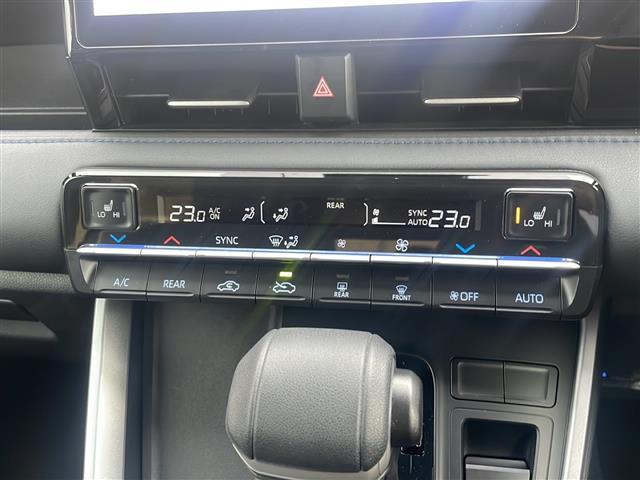 LO HI
23.0 A/C ON
REAR
SYNC AUTO 23.0
LO HI
SYNC
A/C
REAR
REAR
FRONT
OFF
AUTO